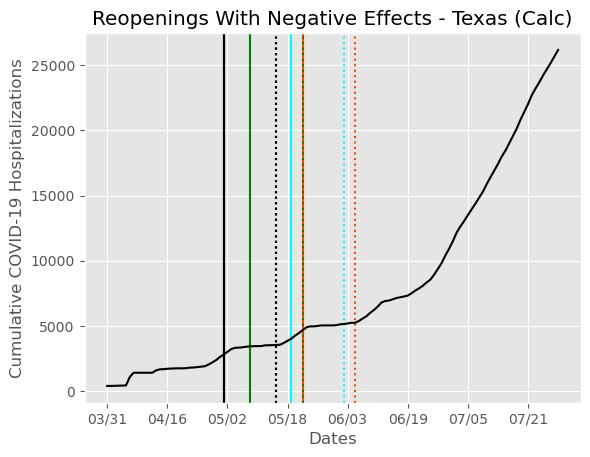 Reopenings With Negative Effects - Texas (Calc)
Cumulative COVID-19 Hospitalizations
25000
20000
15000
10000
5000
0
03/31 04/16 05/02 05/18 06/03 06/19 07/05 07/21
Dates